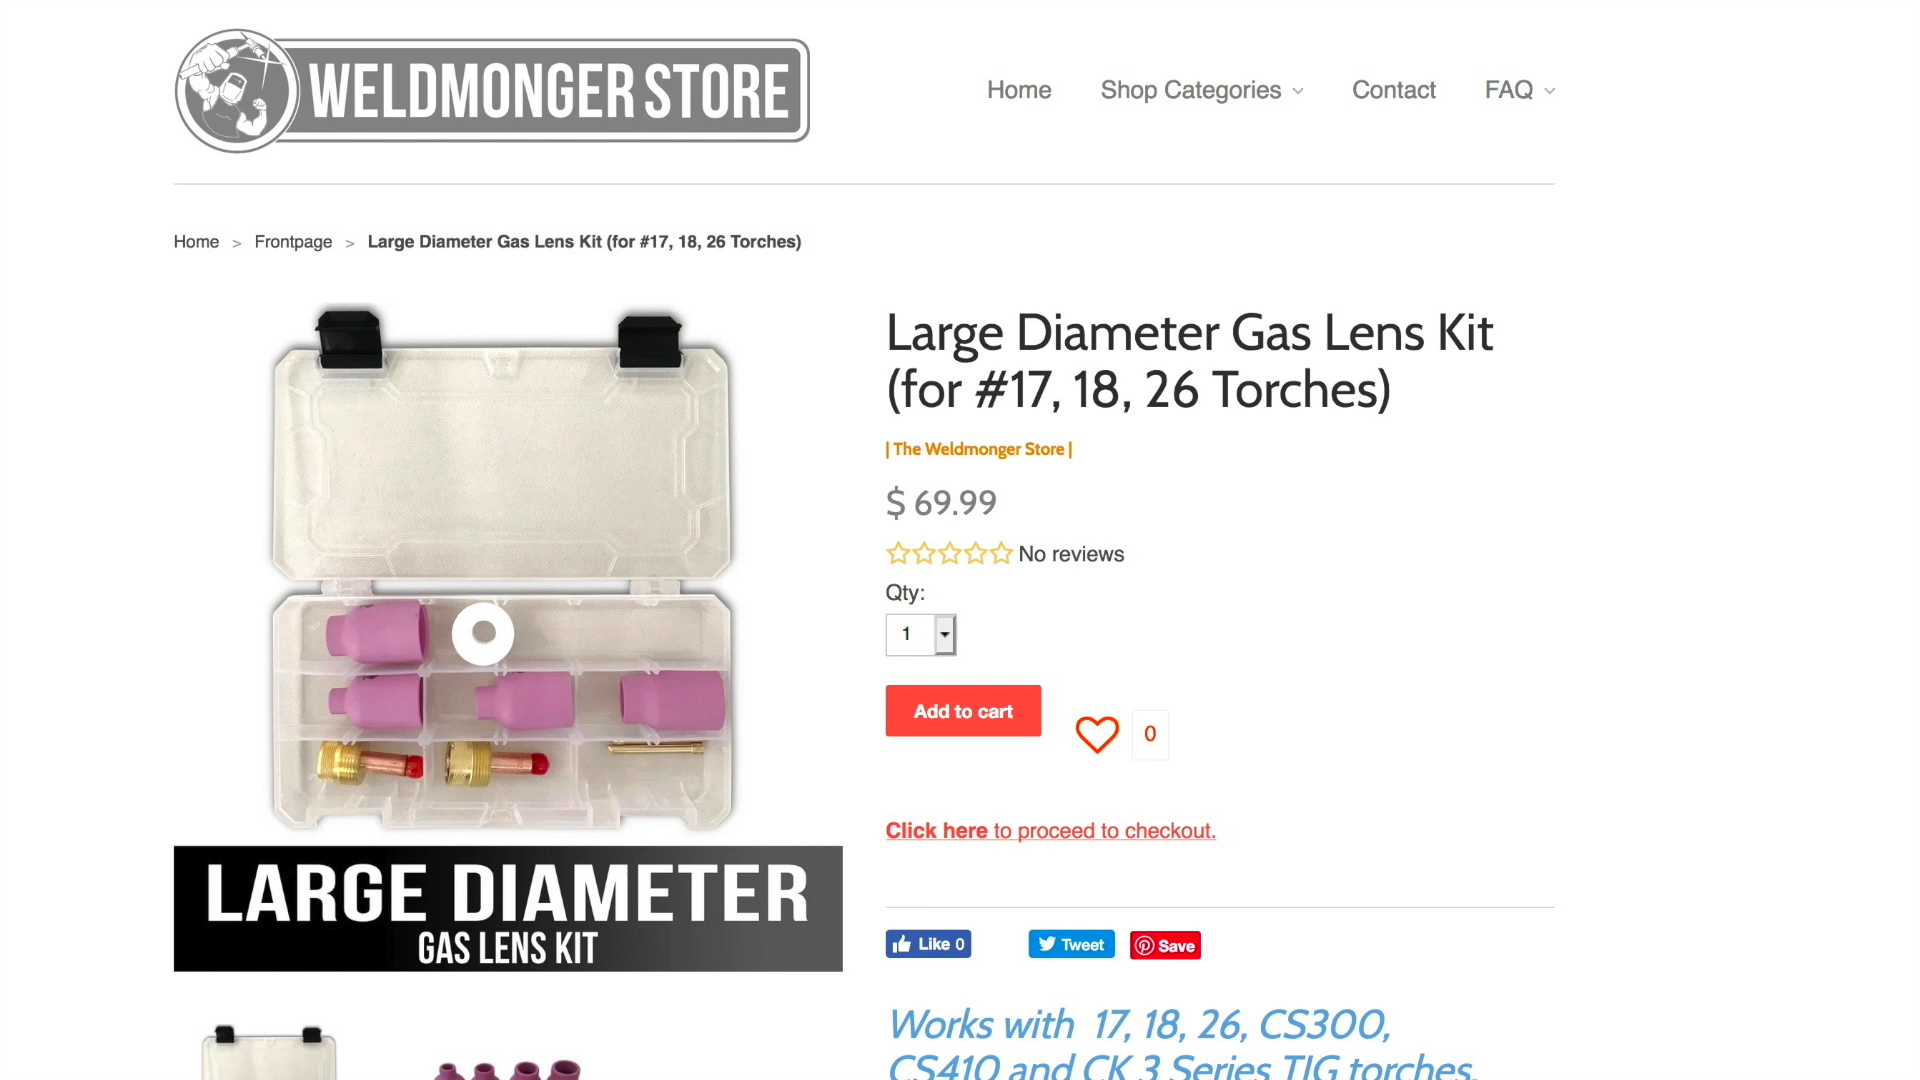 WELDMONGER STORE
Home Shop Categories Contact FAQ
Home > Frontpage > Large Diameter Gas Lens Kit (for #17, 18, 26 Torches)
Large Diameter Gas Lens Kit
(for #17, 18, 26 Torches)
| The Weldmonger Store |
$ 69.99
No reviews
Qty:
1
Add to cart
0
Click here to proceed to checkout.
LARGE DIAMETER
GAS LENS KIT
Like 0
Tweet
Save
Works with 17, 18, 26, CS300,
CS410 and CK 3 Series TIG torches.